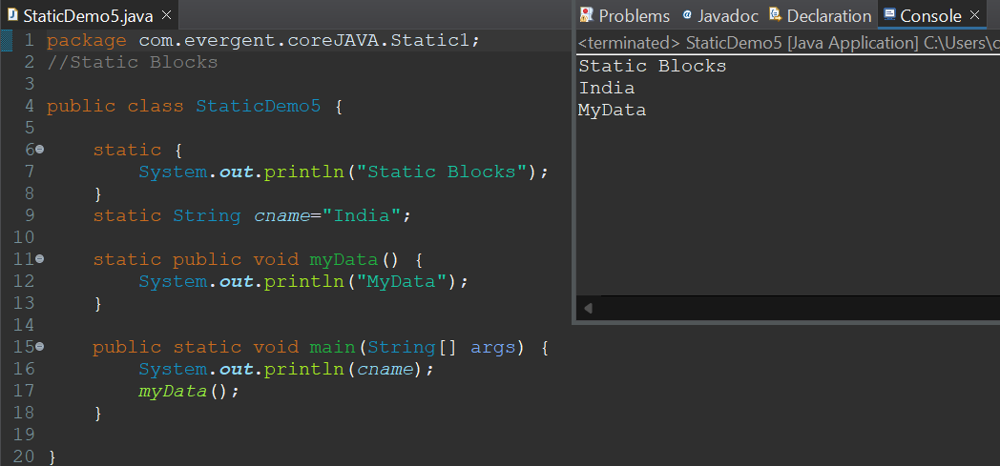 StaticDemo5.java
1 package com.evergent.coreJAVA.Static1;
2 //Static Blocks
3
4 public class StaticDemo5 {
5
6 static {
7 System.out.println("Static Blocks");
8 }
9 static String cname="India";
10
11 static public void myData() {
12 System.out.println("MyData");
13 }
14
15 public static void main(String[] args) {
16 System.out.println(cname);
17 myData();
18 }
19
20 }
Problems Javadoc Declaration Console
<terminated> StaticDemo5 [Java Application] C:\Users\c
Static Blocks
India
MyData